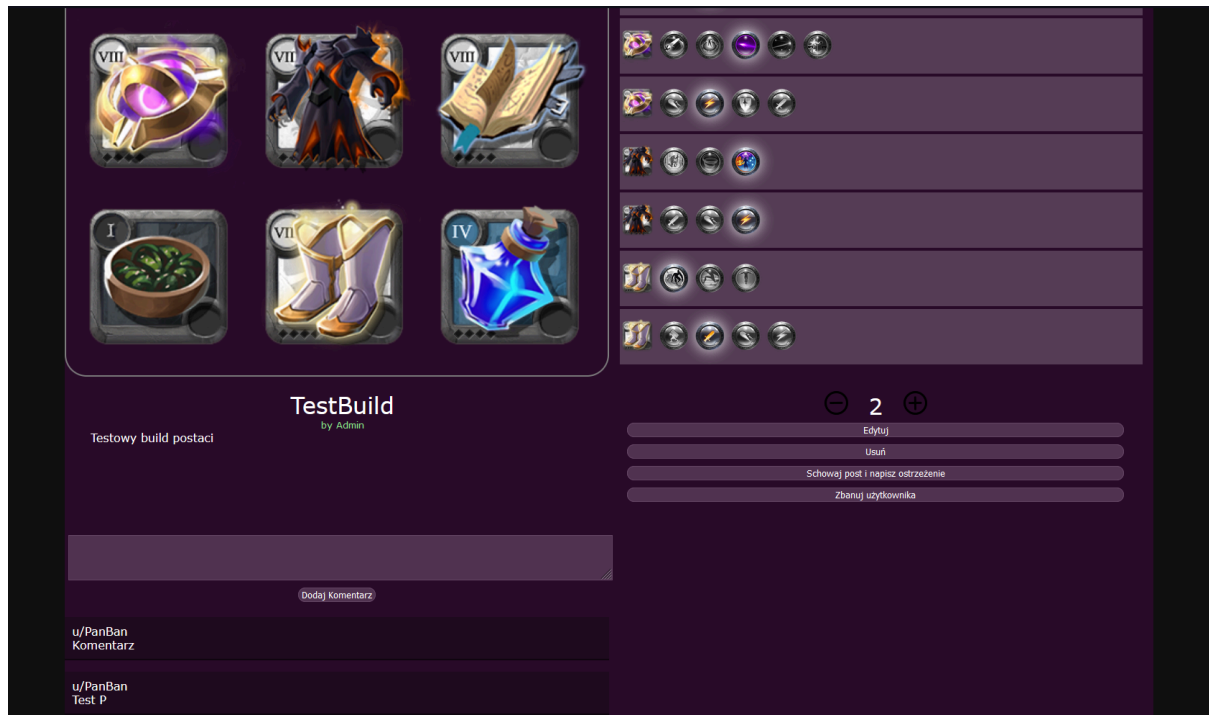 VIII
VII
VIII
I
VII
IV
TestBuild
by Admin
Testowy build postaci
2
Edytuj
Usuń
Schowaj post i napisz ostrzeżenie
Zbanuj użytkownika
Dodaj Komentarz
u/PanBan
Komentarz
u/PanBan
Test P